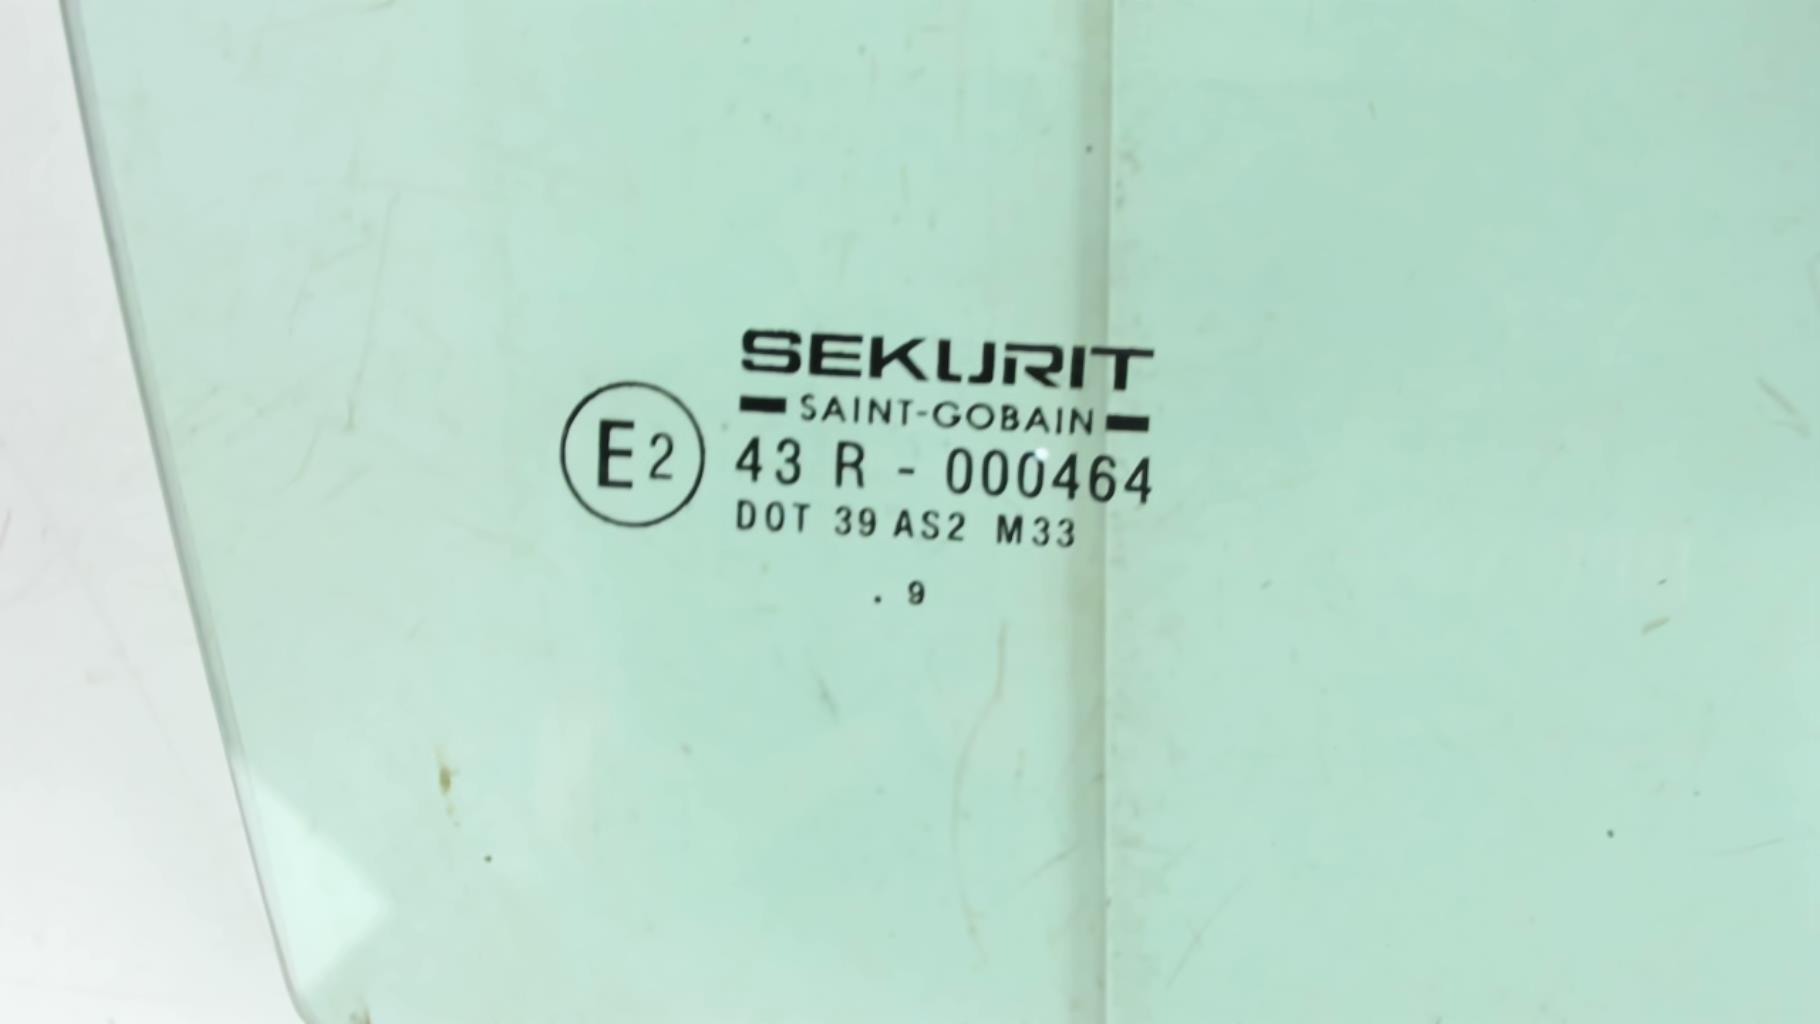 SEKURIT
SAINT-GOBAIN
E2
43 R - 000464
DOT 39 AS2 M33
. 9